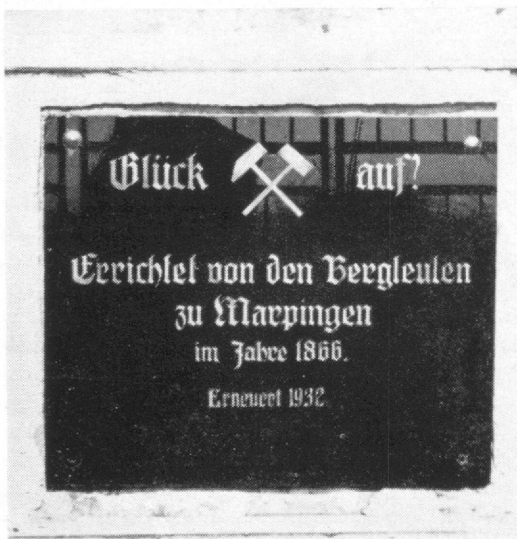 Glück auf!
Errichtet von den Bergleuten
zu Marpingen
im Jahre 1866.
Erneuert 1932